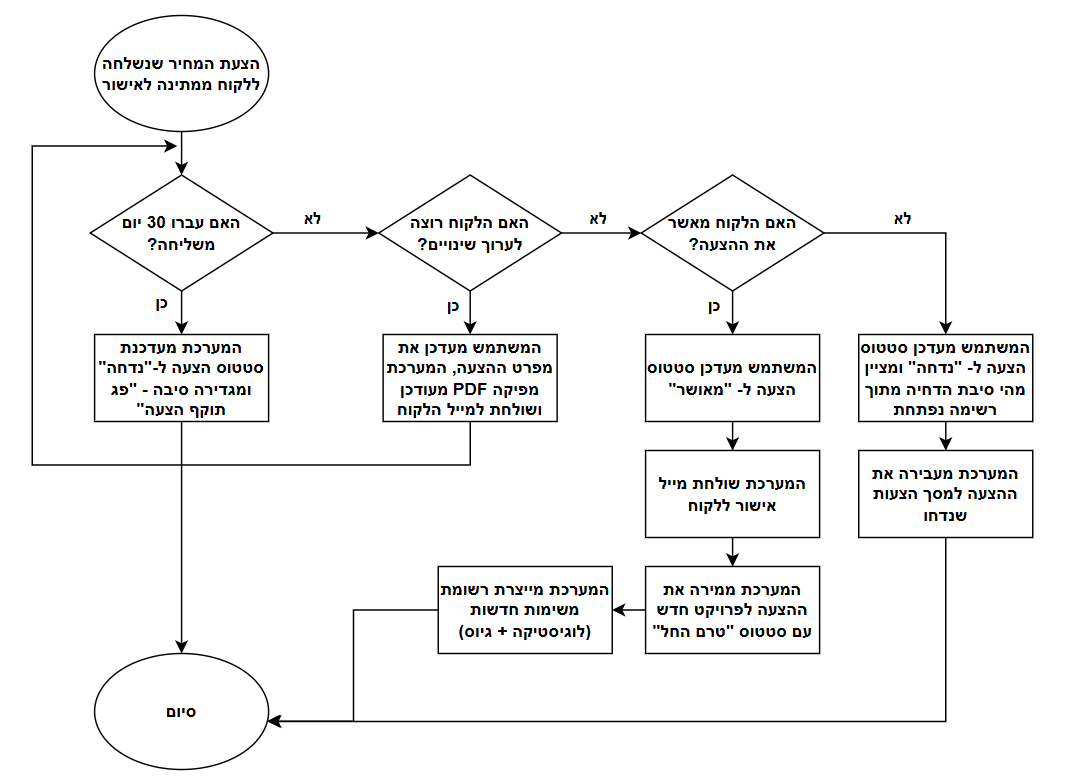 הצעת המחיר שנשלחה
ללקוח ממתינה לאישור
האם עברו 30 יום
משליחה?
לא
כן
האם הלקוח רוצה
לערוך שינויים?
לא
כן
האם הלקוח מאשר
את ההצעה?
לא
כן
המערכת מעדכנת
סטטוס הצעה ל-"נדחה"
ומגדירה סיבה - "פג
תוקף הצעה"
המשתמש מעדכן את
מפרט ההצעה, המערכת
מפיקה PDF מעודכן
ושולחת למייל הלקוח
המשתמש מעדכן סטטוס
הצעה ל- "מאושר"
המשתמש מעדכן סטטוס
הצעה ל- "נדחה" ומציין
מהי סיבת הדחיה מתוך
רשימה נפתחת
המערכת שולחת מייל
אישור ללקוח
המערכת מעבירה את
ההצעה למסך הצעות
שנדחו
המערכת ממירה את
ההצעה לפרויקט חדש
עם סטטוס "טרם החל"
המערכת מייצרת רשומת
משימות חדשות
(לוגיסטיקה + גיוס)
סיום